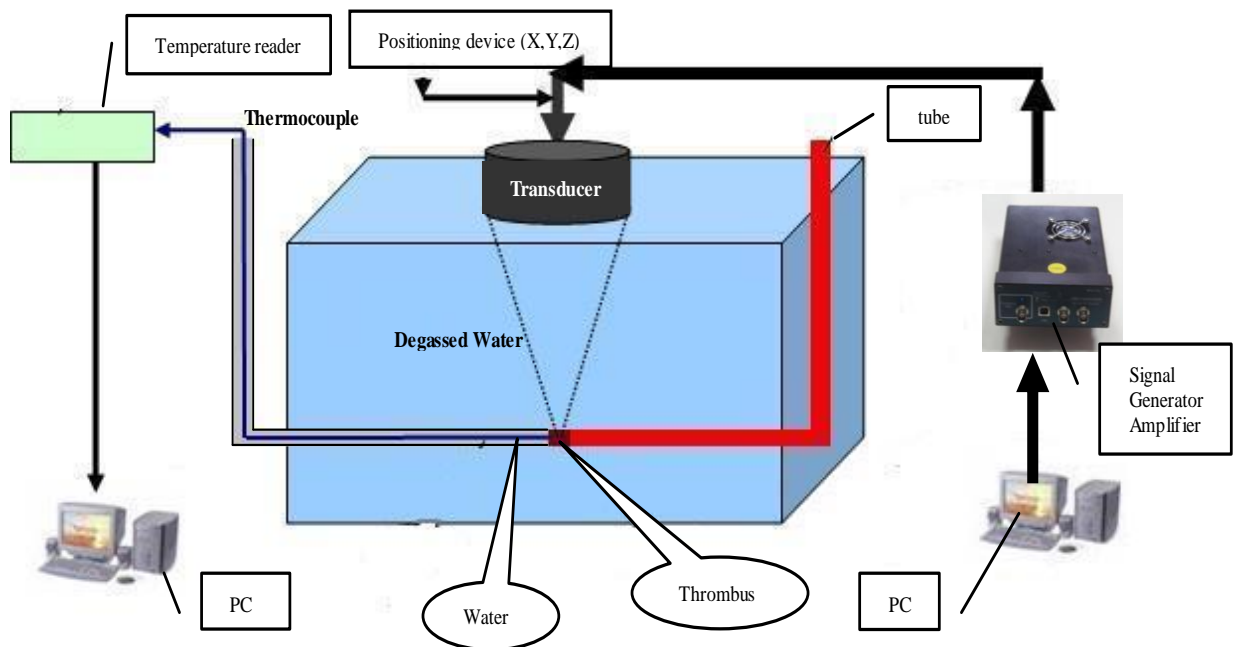 Temperature reader
Positioning device (X,Y,Z)
Thermocouple
tube
Transducer
Degassed Water
Signal
Generator
Amplifier
PC
Water
Thrombus
PC